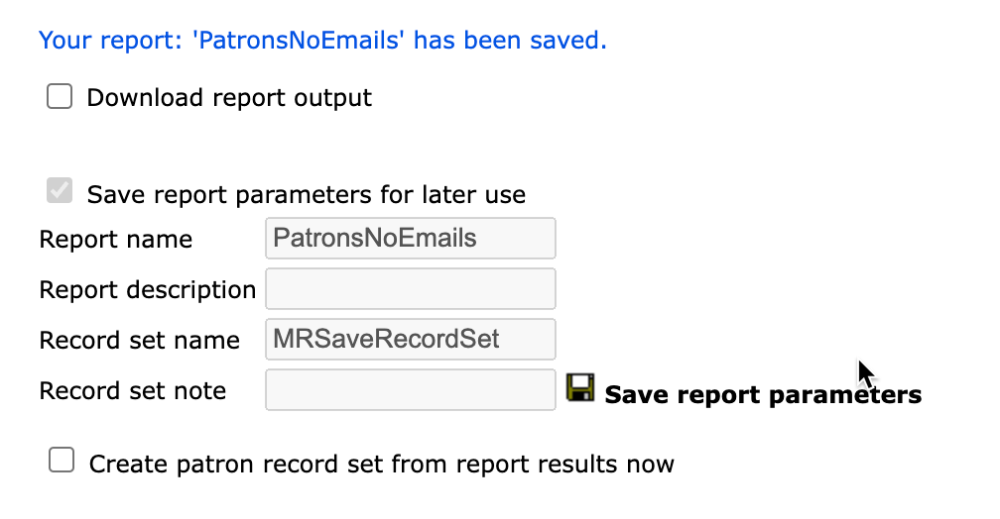 Your report: 'PatronsNoEmails' has been saved.
Download report output
Save report parameters for later use
Report name PatronsNoEmails
Report description
Record set name MRSaveRecordSet
Record set note Save report parameters
Create patron record set from report results now